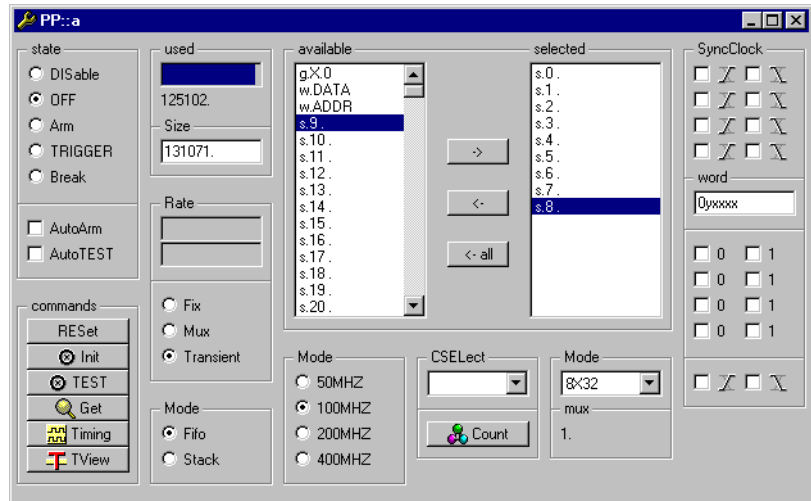 PP::a
state
DISable
OFF
Arm
TRIGGER
Break
AutoArm
AutoTEST
commands
RESet
Init
TEST
Get
Timing
TView
used
125102.
Size
131071.
Rate
Fix
Mux
Transient
Mode
Fifo
Stack
available
g.X.0
w.DATA
w.ADDR
s.9.
s.10.
s.11.
s.12.
s.13.
s.14.
s.15.
s.16.
s.17.
s.18.
s.19.
s.20.
->
<-
<- all
selected
s.0.
s.1.
s.2.
s.3.
s.4.
s.5.
s.6.
s.7.
s.8.
Mode
50MHZ
100MHZ
200MHZ
400MHZ
CSELect
Count
Mode
8X32
mux
1.
SyncClock
word
0yxxxx
0 1
0 1
0 1
0 1